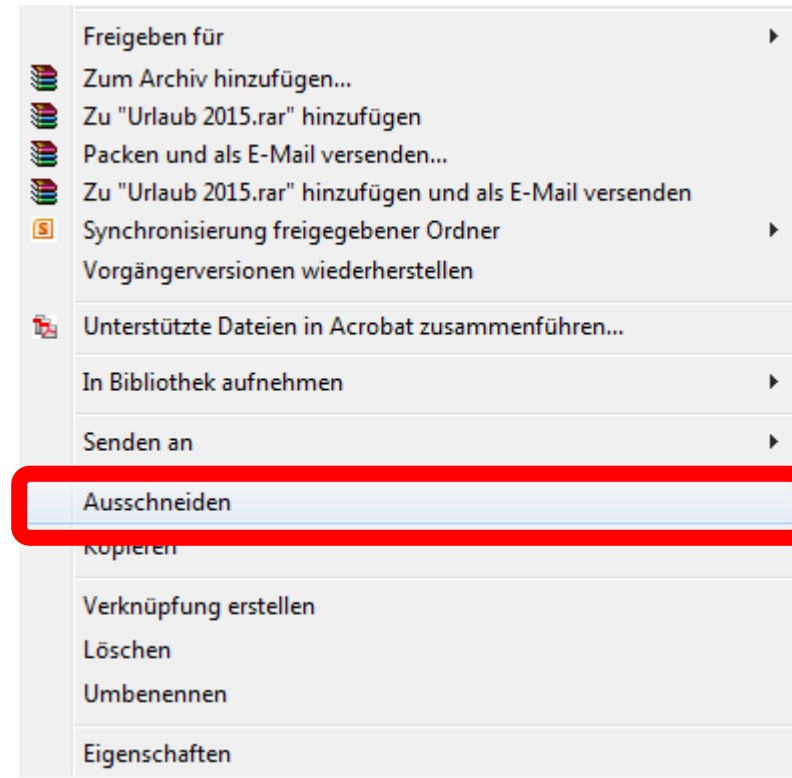 Freigeben für
Zum Archiv hinzufügen...
Zu "Urlaub 2015.rar" hinzufügen
Packen und als E-Mail versenden...
Zu "Urlaub 2015.rar" hinzufügen und als E-Mail versenden
S Synchronisierung freigegebener Ordner
Vorgängerversionen wiederherstellen
Unterstützte Dateien in Acrobat zusammenführen...
In Bibliothek aufnehmen
Senden an
Ausschneiden
Kopieren
Verknüpfung erstellen
Löschen
Umbenennen
Eigenschaften